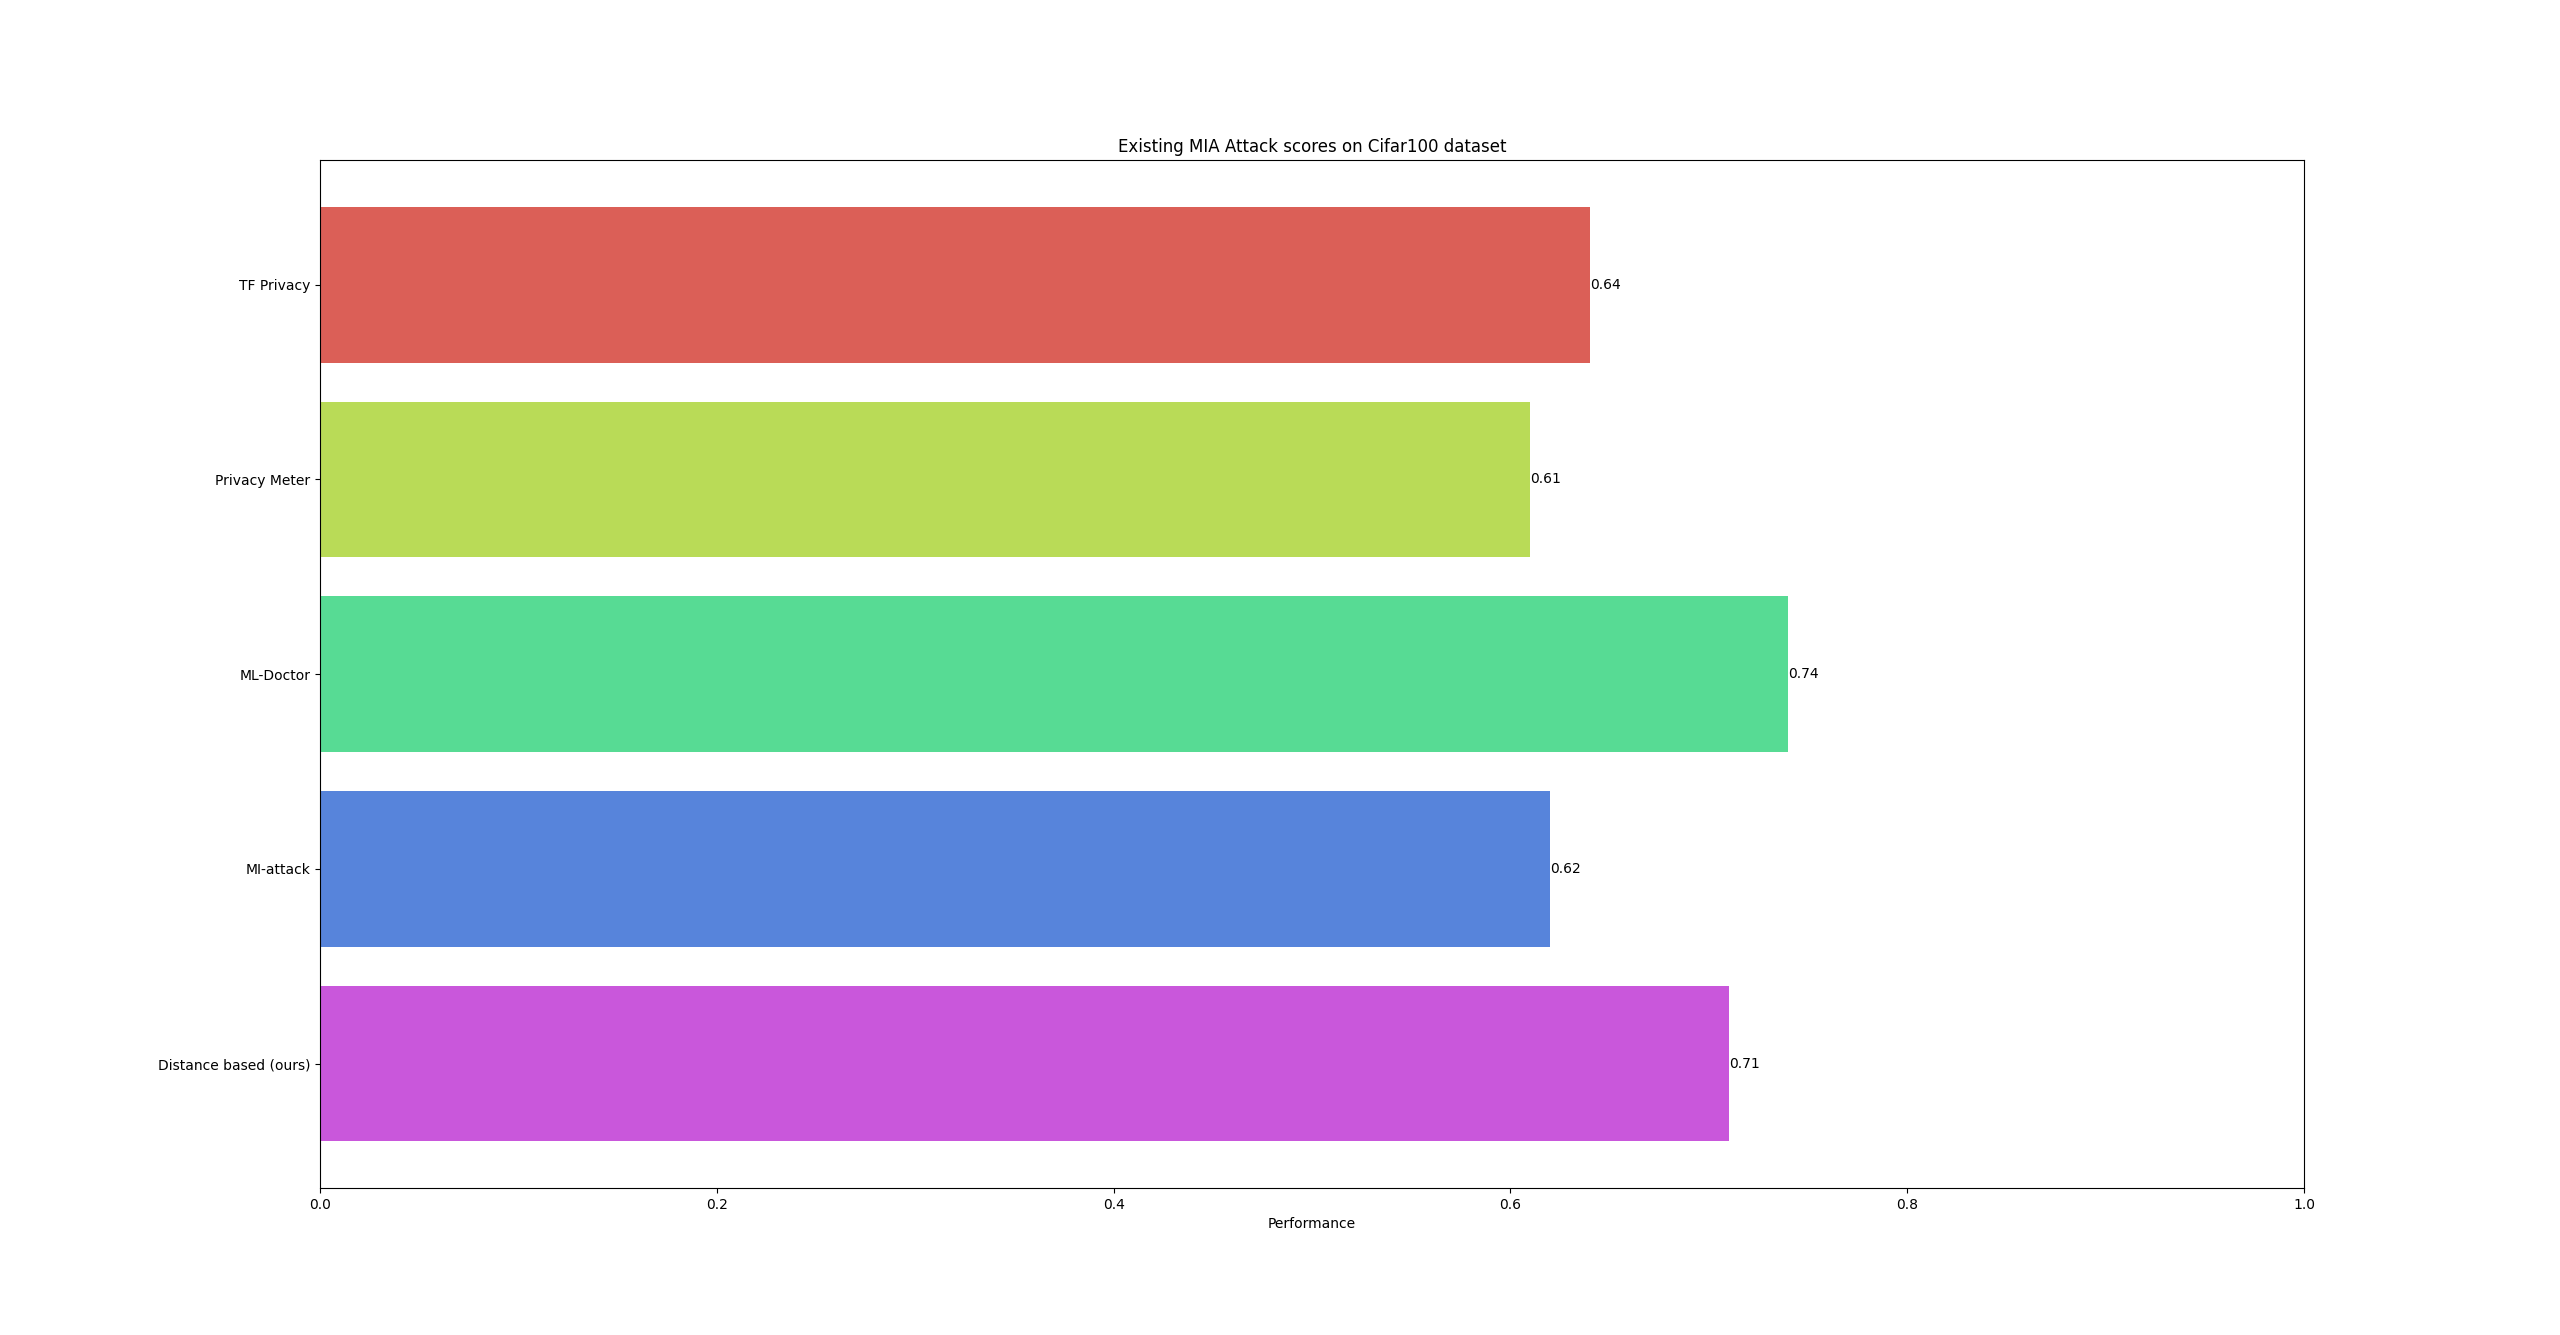 Existing MIA Attack scores on Cifar100 dataset
TF Privacy
0.64
Privacy Meter
0.61
ML-Doctor
0.74
MI-attack
0.62
Distance based (ours)
0.71
0.0 0.2 0.4 0.6 0.8 1.0
Performance